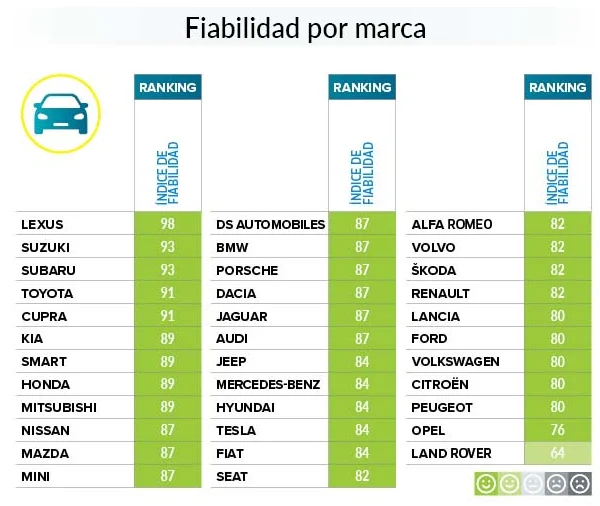 Fiabilidad por marca
RANKING
ÍNDICE DE
FIABILIDAD
LEXUS 98
SUZUKI 93
SUBARU 93
TOYOTA 91
CUPRA 91
KIA 89
SMART 89
HONDA 89
MITSUBISHI 89
NISSAN 87
MAZDA 87
MINI 87
RANKING
ÍNDICE DE
FIABILIDAD
DS AUTOMOBILES 87
BMW 87
PORSCHE 87
DACIA 87
JAGUAR 87
AUDI 87
JEEP 84
MERCEDES-BENZ 84
HYUNDAI 84
TESLA 84
FIAT 84
SEAT 82
RANKING
ÍNDICE DE
FIABILIDAD
ALFA ROMEO 82
VOLVO 82
ŠKODA 82
RENAULT 82
LANCIA 80
FORD 80
VOLKSWAGEN 80
CITROËN 80
PEUGEOT 80
OPEL 76
LAND ROVER 64